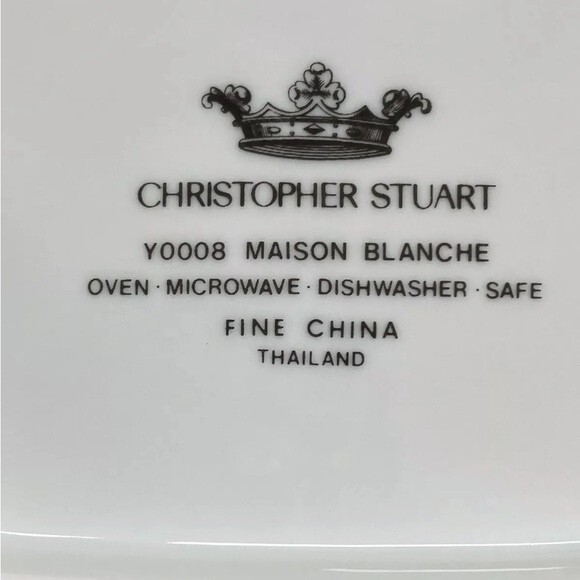 CHRISTOPHER STUART
Y0008 MAISON BLANCHE
OVEN · MICROWAVE · DISHWASHER · SAFE
FINE CHINA
THAILAND